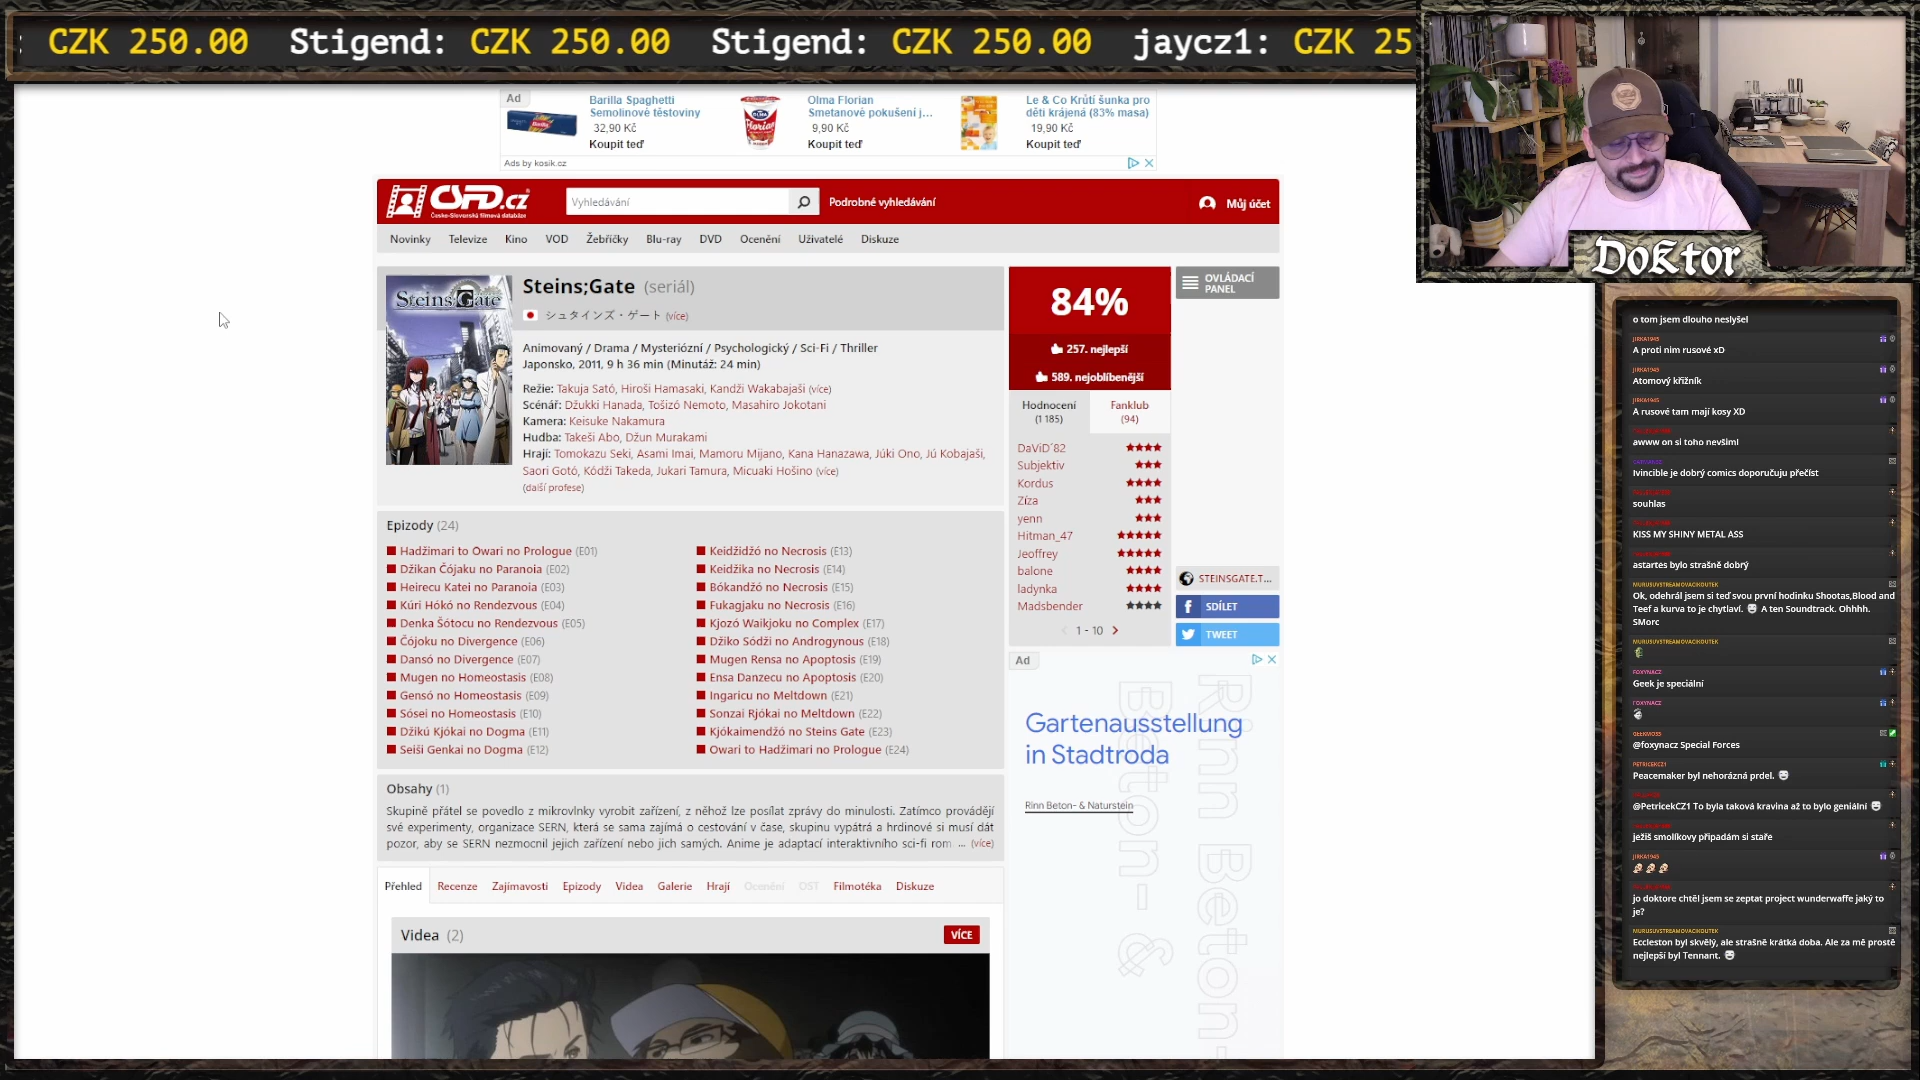 CZK 250.00 Stigend: CZK 250.00 Stigend: CZK 250.00 jaycz1: CZK 25
Ad
Barilla Spaghetti
Semolinové těstoviny
32,90 Kč
Koupit teď
Olma Florian
Smetanové pokušení j...
9,90 Kč
Koupit teď
Le & Co Krůtí šunka pro
děti krájená (83% masa)
19,90 Kč
Koupit teď
Ads by kosik.cz
ČSFD.cz
Česko-Slovenská filmová databáze
Vyhledávání
Podrobné vyhledávání
Můj účet
Novinky Televize Kino VOD Žebříčky Blu-ray DVD Ocenění Uživatelé Diskuze
Steins;Gate
Steins;Gate (seriál)
シュタインズ・ゲート (více)
Animovaný / Drama / Mysteriózní / Psychologický / Sci-Fi / Thriller
Japonsko, 2011, 9 h 36 min (Minutáž: 24 min)
Režie: Takuja Sató, Hiroši Hamasaki, Kandži Wakabajaši (více)
Scénář: Džukki Hanada, Tošizó Nemoto, Masahiro Jokotani
Kamera: Keisuke Nakamura
Hudba: Takeši Abo, Džun Murakami
Hrají: Tomokazu Seki, Asami Imai, Mamoru Mijano, Kana Hanazawa, Júki Ono, Jú Kobajaši,
Saori Gotó, Kódži Takeda, Jukari Tamura, Micuaki Hošino (více)
(další profese)
84%
257. nejlepší
589. nejoblíbenější
Hodnocení
(1 185)
Fanklub
(94)
DaViD´82
Subjektiv
Kordus
Zíza
yenn
Hitman_47
Jeoffrey
balone
ladynka
Madsbender
1 - 10
OVLÁDACÍ
PANEL
STEINSGATE.T...
SDÍLET
TWEET
Epizody (24)
Hadžimari to Owari no Prologue (E01)
Džikan Čójaku no Paranoia (E02)
Heirecu Katei no Paranoia (E03)
Kúri Hókó no Rendezvous (E04)
Denka Šótocu no Rendezvous (E05)
Čójoku no Divergence (E06)
Dansó no Divergence (E07)
Mugen no Homeostasis (E08)
Gensó no Homeostasis (E09)
Sósei no Homeostasis (E10)
Džikú Kjókai no Dogma (E11)
Seiši Genkai no Dogma (E12)
Keidžidžó no Necrosis (E13)
Keidžika no Necrosis (E14)
Bókandžó no Necrosis (E15)
Fukagjaku no Necrosis (E16)
Kjozó Waikjoku no Complex (E17)
Džiko Sódži no Androgynous (E18)
Mugen Rensa no Apoptosis (E19)
Ensa Danzecu no Apoptosis (E20)
Ingaricu no Meltdown (E21)
Sonzai Rjókai no Meltdown (E22)
Kjókaimendžó no Steins Gate (E23)
Owari to Hadžimari no Prologue (E24)
Obsahy (1)
Skupině přátel se povedlo z mikrovlnky vyrobit zařízení, z něhož lze posílat zprávy do minulosti. Zatímco provádějí
své experimenty, organizace SERN, která se sama zajímá o cestování v čase, skupinu vypátrá a hrdinové si musí dát
pozor, aby se SERN nezmocnil jejich zařízení nebo jich samých. Anime je adaptací interaktivního sci-fi rom ... (více)
Přehled Recenze Zajímavosti Epizody Videa Galerie Hrají Ocenění OST Filmotéka Diskuze
Videa (2)
VÍCE
Ad
Gartenausstellung
in Stadtroda
Rinn Beton- & Naturstein
Rinn Beton-
Beton- &
Doktor
o tom jsem dlouho neslyšel
JIRKA1945
A proti nim rusové xD
JIRKA1945
Atomový křižník
JIRKA1945
A rusové tam mají kosy XD
awww on si toho nevšiml
Ivincible je dobrý comics doporučuju přečíst
souhlas
KISS MY SHINY METAL ASS
astartes bylo strašně dobrý
MURUSUVSTREAMOVACIKOUTEK
Ok, odehrál jsem si teď svou první hodinku Shootas,Blood and
Teef a kurva to je chytlaví. A ten Soundtrack. Ohhhh.
SMorc
MURUSUVSTREAMOVACIKOUTEK
FOXYNACZ
Geek je speciální
FOXYNACZ
GEEKMOSS
@foxynacz Special Forces
PETRICEKCZ1
Peacemaker byl nehorázná prdel.
@PetricekCZ1 To byla taková kravina až to bylo geniální
ježiš smolíkovy připadám si staře
JIRKA1945
jo doktore chtěl jsem se zeptat project wunderwaffe jaký to
je?
MURUSUVSTREAMOVACIKOUTEK
Eccleston byl skvělý, ale strašně krátká doba. Ale za mě prostě
nejlepší byl Tennant.